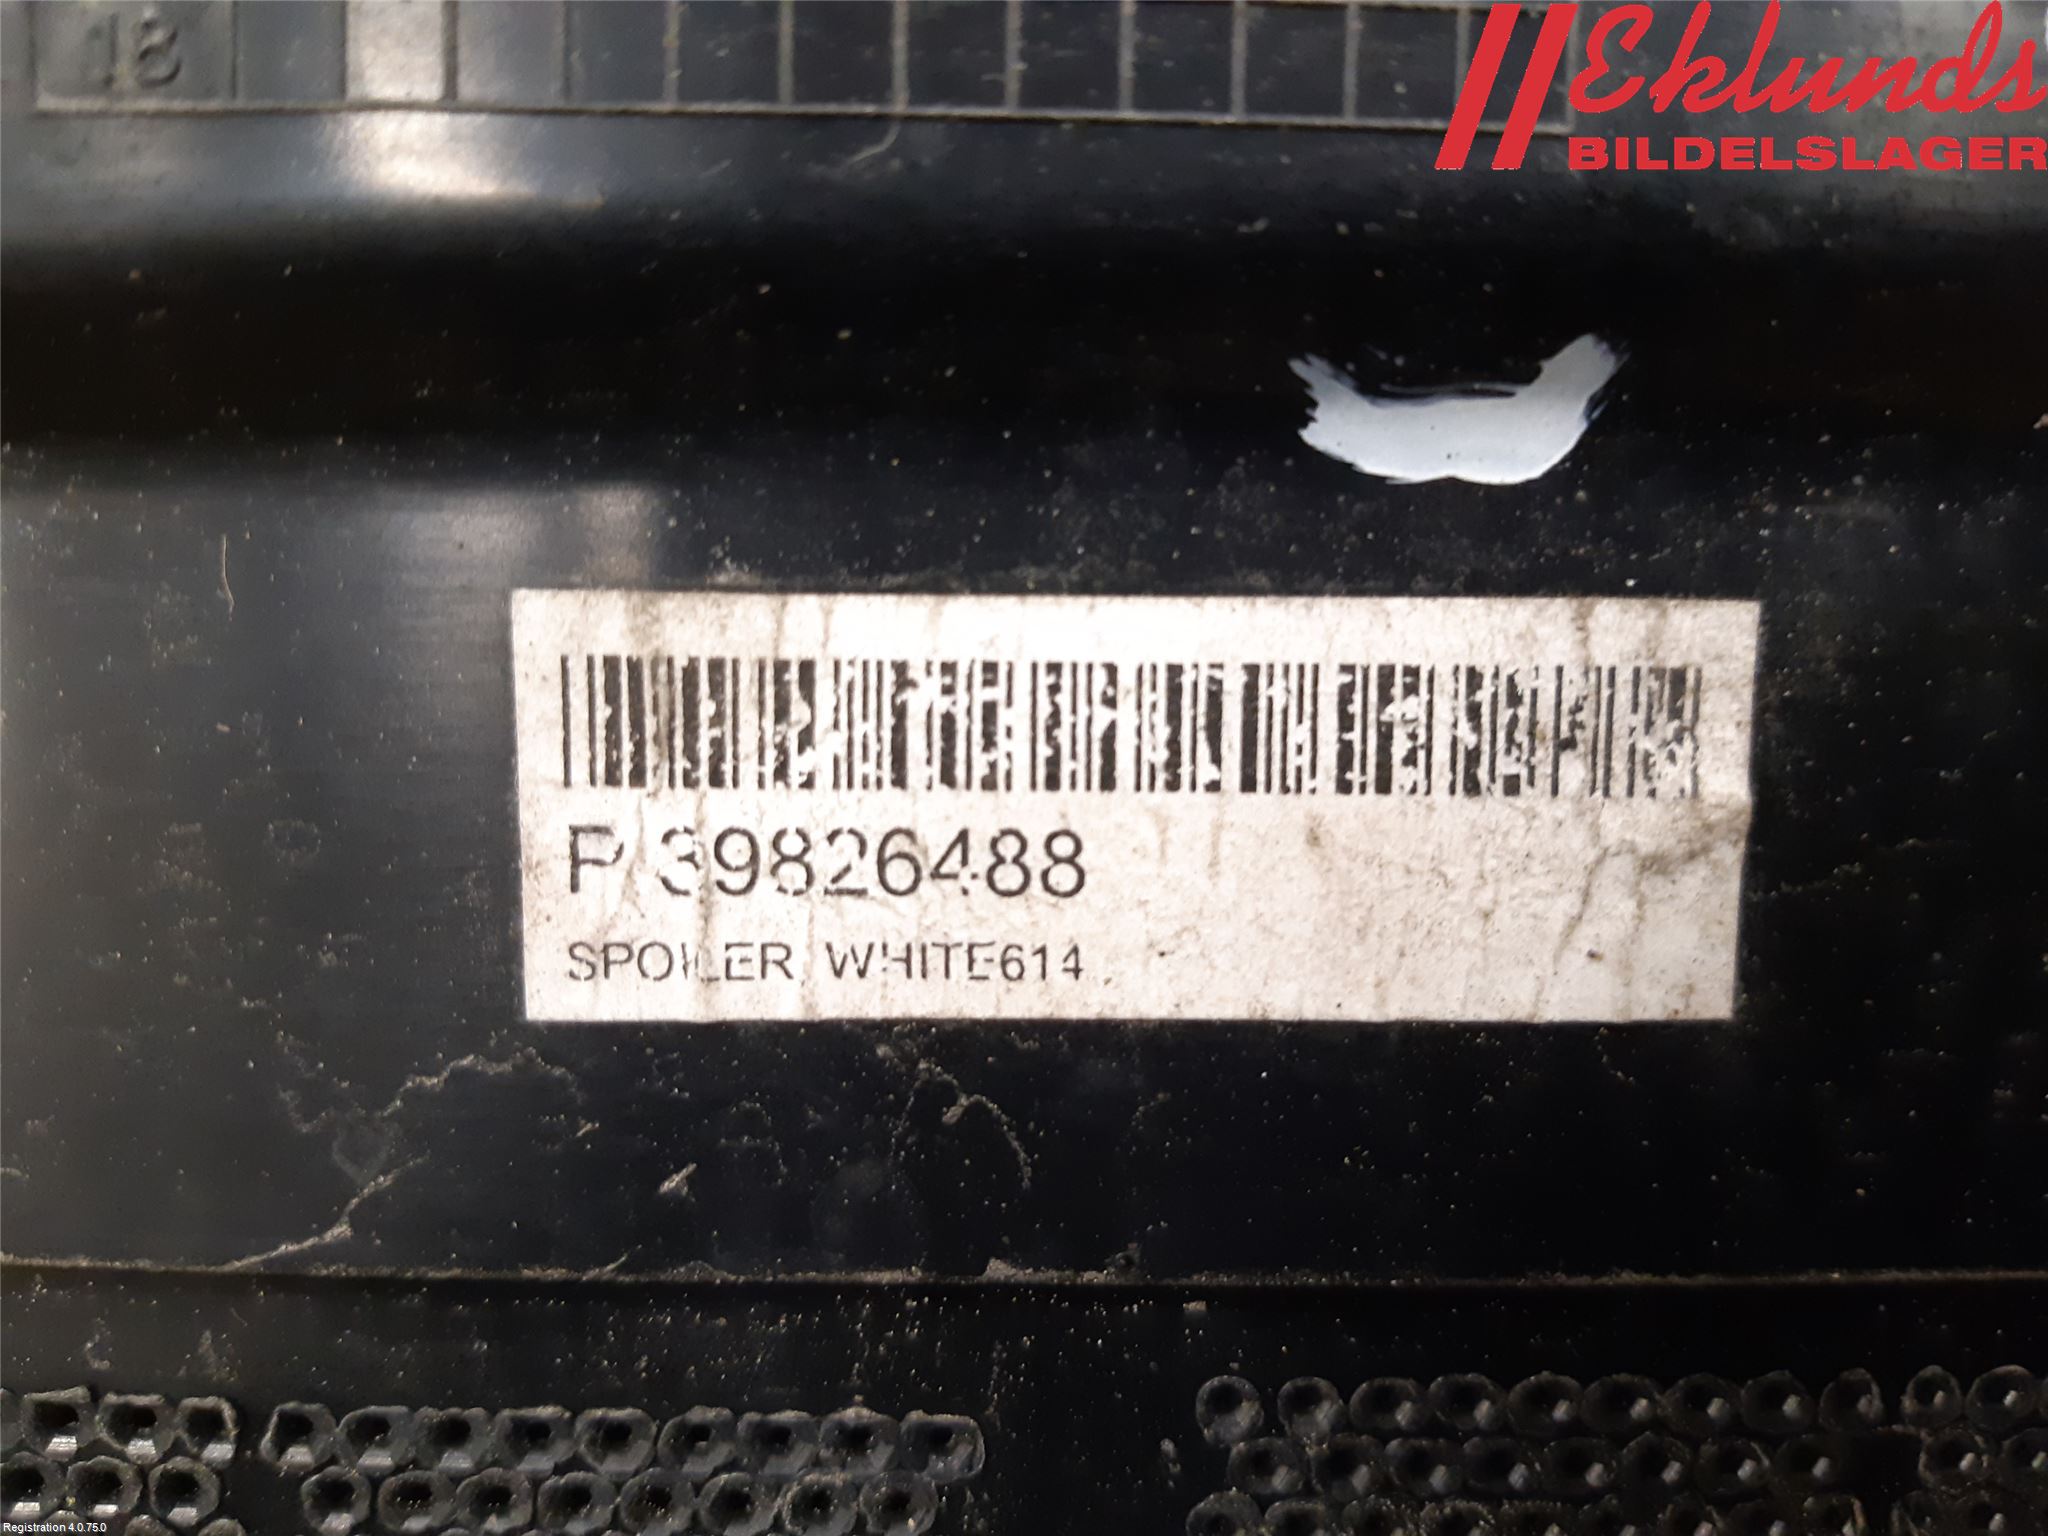 18
Eklunds
BILDELSLAGER
P 39826488
SPOILER, WHITE614
Registration 4.0.75.0